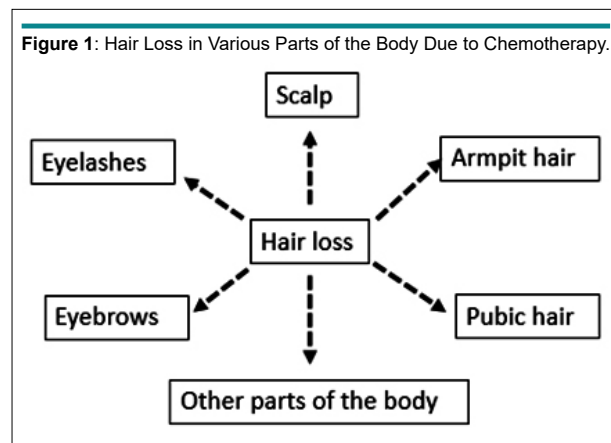 Figure 1: Hair Loss in Various Parts of the Body Due to Chemotherapy.
Scalp
Eyelashes
Armpit hair
Hair loss
Eyebrows
Pubic hair
Other parts of the body